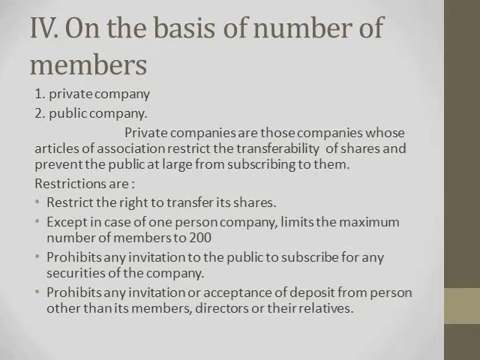 IV. On the basis of number of
members
1. private company
2. public company.
Private companies are those companies whose
articles of association restrict the transferability of shares and
prevent the public at large from subscribing to them.
Restrictions are :
• Restrict the right to transfer its shares.
• Except in case of one person company, limits the maximum
number of members to 200
• Prohibits any invitation to the public to subscribe for any
securities of the company.
• Prohibits any invitation or acceptance of deposit from person
other than its members, directors or their relatives.